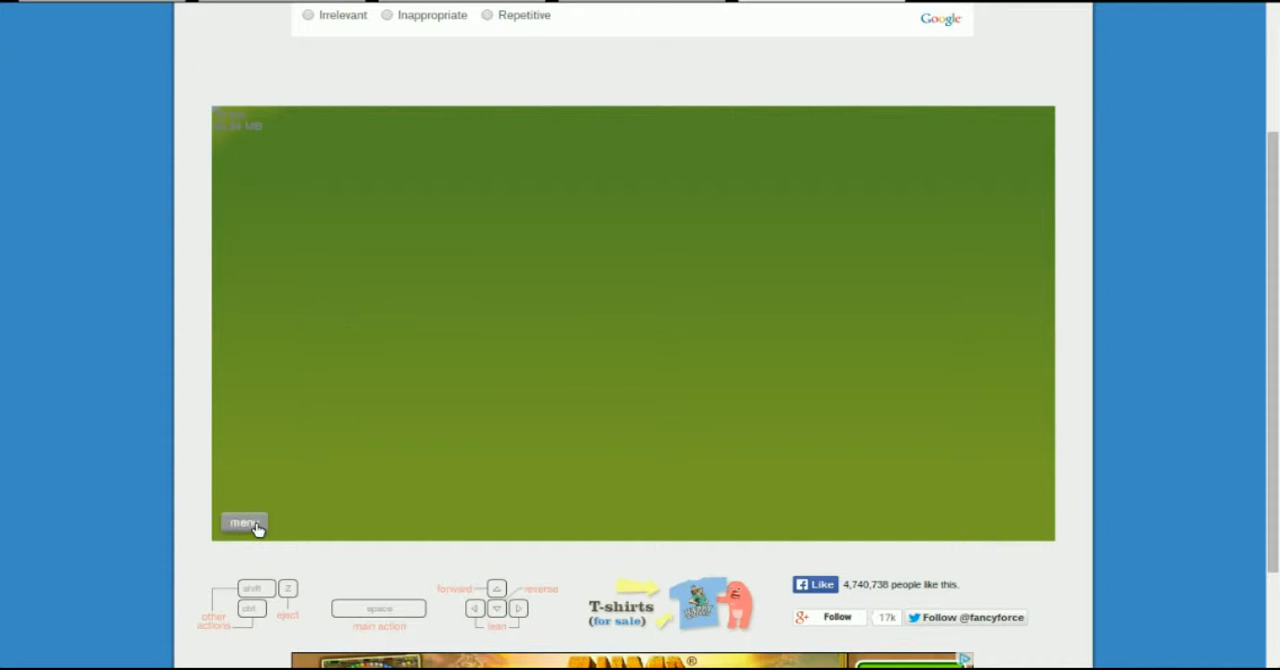 Irrelevant Inappropriate Repetitive
Google
MB
menu
shift Z
ctrl
other actions
eject
space
main action
forward reverse
lean
T-shirts
(for sale)
Like 4,740,738 people like this.
Follow 17k Follow @fancyforce